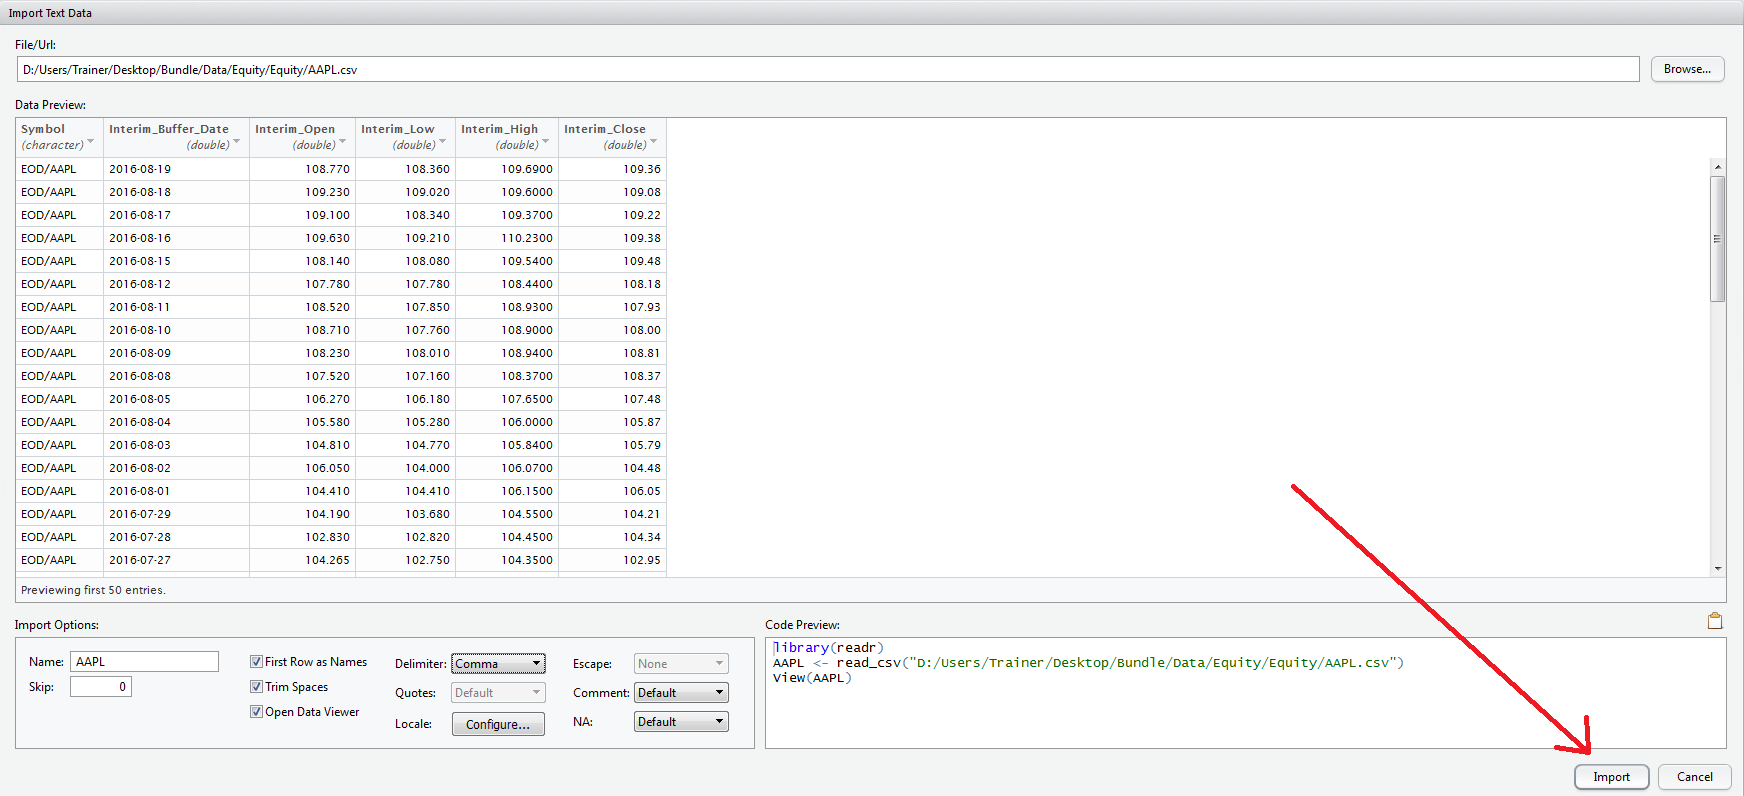 Import Text Data
File/Url:
D:/Users/Trainer/Desktop/Bundle/Data/Equity/Equity/AAPL.csv Browse...
Data Preview:
Symbol Interim_Buffer_Date Interim_Open Interim_Low Interim_High Interim_Close
(character) (double) (double) (double) (double) (double)
EOD/AAPL 2016-08-19 108.770 108.360 109.6900 109.36
EOD/AAPL 2016-08-18 109.230 109.020 109.6000 109.08
EOD/AAPL 2016-08-17 109.100 108.340 109.3700 109.22
EOD/AAPL 2016-08-16 109.630 109.210 110.2300 109.38
EOD/AAPL 2016-08-15 108.140 108.080 109.5400 109.48
EOD/AAPL 2016-08-12 107.780 107.780 108.4400 108.18
EOD/AAPL 2016-08-11 108.520 107.850 108.9300 107.93
EOD/AAPL 2016-08-10 108.710 107.760 108.9000 108.00
EOD/AAPL 2016-08-09 108.230 108.010 108.9400 108.81
EOD/AAPL 2016-08-08 107.520 107.160 108.3700 108.37
EOD/AAPL 2016-08-05 106.270 106.180 107.6500 107.48
EOD/AAPL 2016-08-04 105.580 105.280 106.0000 105.87
EOD/AAPL 2016-08-03 104.810 104.770 105.8400 105.79
EOD/AAPL 2016-08-02 106.050 104.000 106.0700 104.48
EOD/AAPL 2016-08-01 104.410 104.410 106.1500 106.05
EOD/AAPL 2016-07-29 104.190 103.680 104.5500 104.21
EOD/AAPL 2016-07-28 102.830 102.820 104.4500 104.34
EOD/AAPL 2016-07-27 104.265 102.750 104.3500 102.95
Previewing first 50 entries.
Import Options:
Name: AAPL
Skip: 0
First Row as Names
Trim Spaces
Open Data Viewer
Delimiter: Comma
Quotes: Default
Locale: Configure...
Escape: None
Comment: Default
NA: Default
Code Preview:
library(readr)
AAPL <- read_csv("D:/Users/Trainer/Desktop/Bundle/Data/Equity/Equity/AAPL.csv")
View(AAPL)
Import Cancel